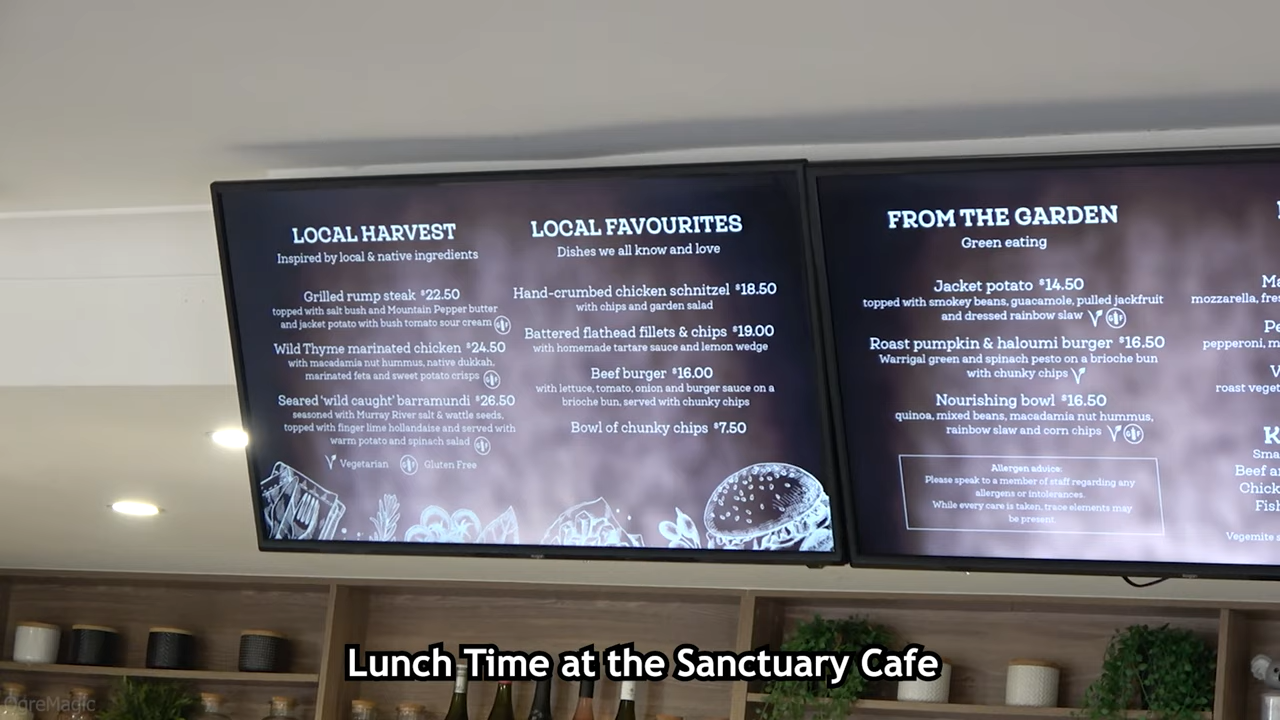 LOCAL HARVEST
Inspired by local & native ingredients
Grilled rump steak $22.50
topped with salt bush and Mountain Pepper butter
and jacket potato with bush tomato sour cream GF
Wild Thyme marinated chicken $24.50
with macadamia nut hummus, native dukkah,
marinated feta and sweet potato crisps GF
Seared 'wild caught' barramundi $26.50
seasoned with Murray River salt & wattle seeds,
topped with finger lime hollandaise and served with
warm potato and spinach salad GF
V Vegetarian GF Gluten Free
LOCAL FAVOURITES
Dishes we all know and love
Hand-crumbed chicken schnitzel $18.50
with chips and garden salad
Battered flathead fillets & chips $19.00
with homemade tartare sauce and lemon wedge
Beef burger $16.00
with lettuce, tomato, onion and burger sauce on a
brioche bun, served with chunky chips
Bowl of chunky chips $7.50
FROM THE GARDEN
Green eating
Jacket potato $14.50
topped with smokey beans, guacamole, pulled jackfruit
and dressed rainbow slaw V GF
Roast pumpkin & haloumi burger $16.50
Warrigal green and spinach pesto on a brioche bun
with chunky chips V
Nourishing bowl $16.50
quinoa, mixed beans, macadamia nut hummus,
rainbow slaw and corn chips V GF
Allergen advice:
Please speak to a member of staff regarding any
allergens or intolerances.
While every care is taken, trace elements may
be present.
mozzarella,
pepperoni,
roast
Beef
Vegemite
Lunch Time at the Sanctuary Cafe
OgreMagic